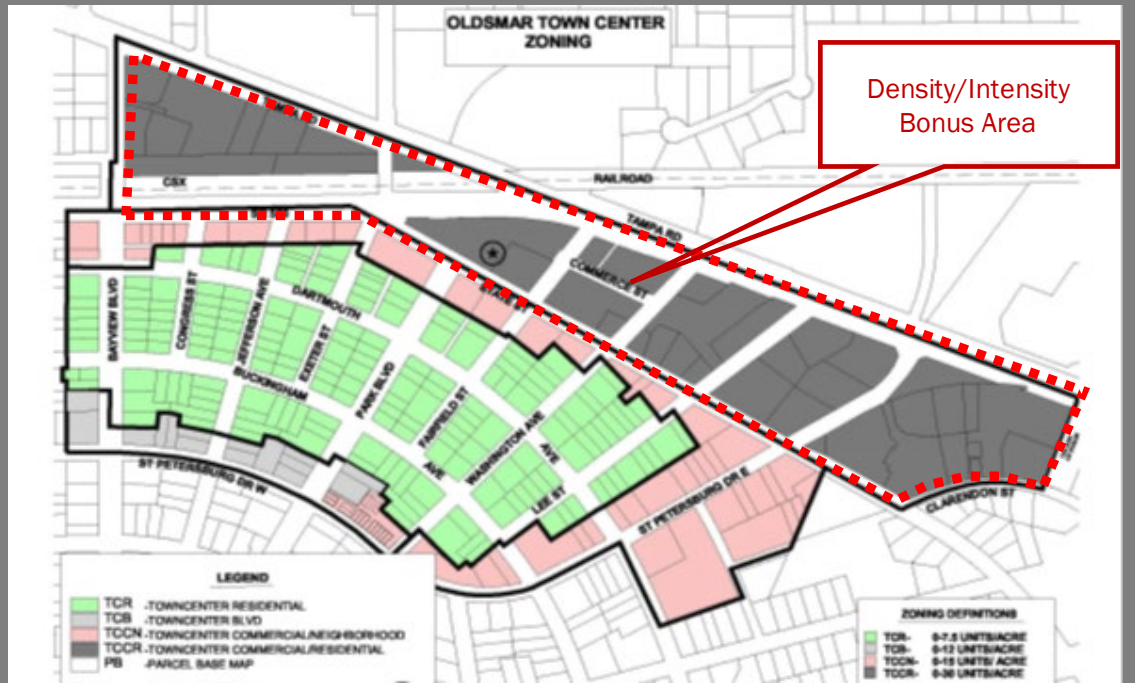 OLDSMAR TOWN CENTER
ZONING
Density/Intensity
Bonus Area
TAMPA RD
CSX
RAILROAD
TAMPA RD
COMMERCE ST
STATE ST
BAYVIEW BLVD
CONGRESS ST
JEFFERSON AVE
EXETER ST
DARTMOUTH
BUCKINGHAM
PARK BLVD
FAIRFIELD ST
WASHINGTON AVE
AVE
AVE
LEE ST
ST PETERSBURG DR W
ST PETERSBURG DR E
CLARENDON ST
LEGEND
TCR -TOWNCENTER RESIDENTIAL
TCB -TOWNCENTER BLVD
TCCN -TOWNCENTER COMMERCIAL/NEIGHBORHOOD
TCCR -TOWNCENTER COMMERCIAL/RESIDENTIAL
PB -PARCEL BASE MAP
ZONING DEFINITIONS
TCR- 0-7.5 UNITS/ACRE
TCB- 0-12 UNITS/ACRE
TCCN- 0-15 UNITS/ ACRE
TCCR- 0-30 UNITS/ACRE